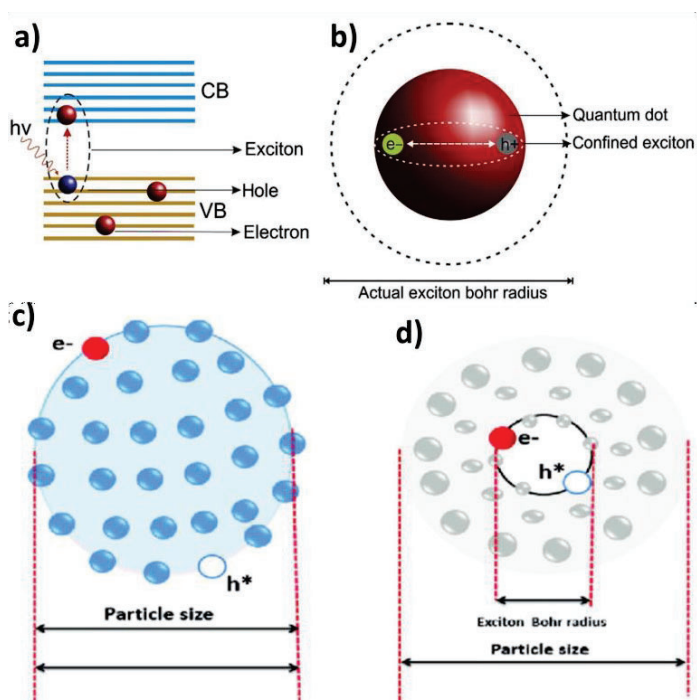 a)
CB
hv
Exciton
Hole
VB
Electron
b)
Quantum dot
e-
h+
Confined exciton
Actual exciton bohr radius
c)
e-
h*
Particle size
d)
e-
h*
Exciton Bohr radius
Particle size